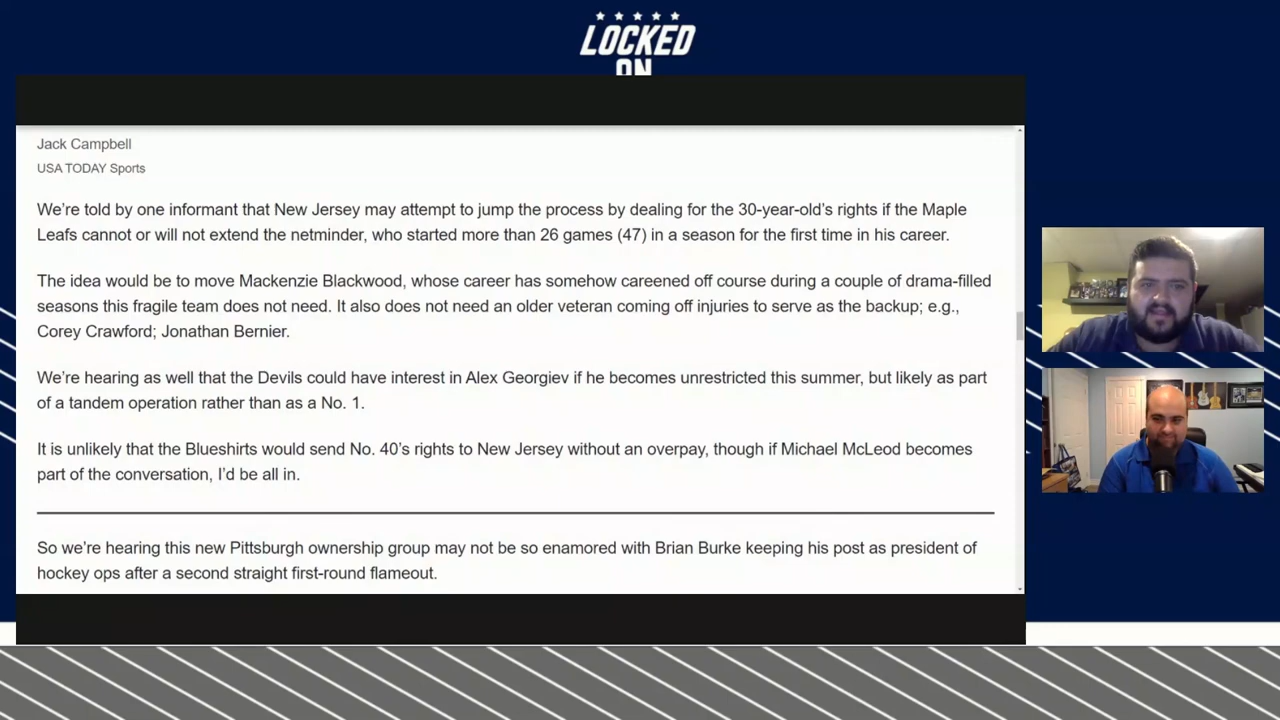 LOCKED
ON
Jack Campbell
USA TODAY Sports
We’re told by one informant that New Jersey may attempt to jump the process by dealing for the 30-year-old’s rights if the Maple
Leafs cannot or will not extend the netminder, who started more than 26 games (47) in a season for the first time in his career.
The idea would be to move Mackenzie Blackwood, whose career has somehow careened off course during a couple of drama-filled
seasons this fragile team does not need. It also does not need an older veteran coming off injuries to serve as the backup; e.g.,
Corey Crawford; Jonathan Bernier.
We’re hearing as well that the Devils could have interest in Alex Georgiev if he becomes unrestricted this summer, but likely as part
of a tandem operation rather than as a No. 1.
It is unlikely that the Blueshirts would send No. 40’s rights to New Jersey without an overpay, though if Michael McLeod becomes
part of the conversation, I’d be all in.
So we’re hearing this new Pittsburgh ownership group may not be so enamored with Brian Burke keeping his post as president of
hockey ops after a second straight first-round flameout.